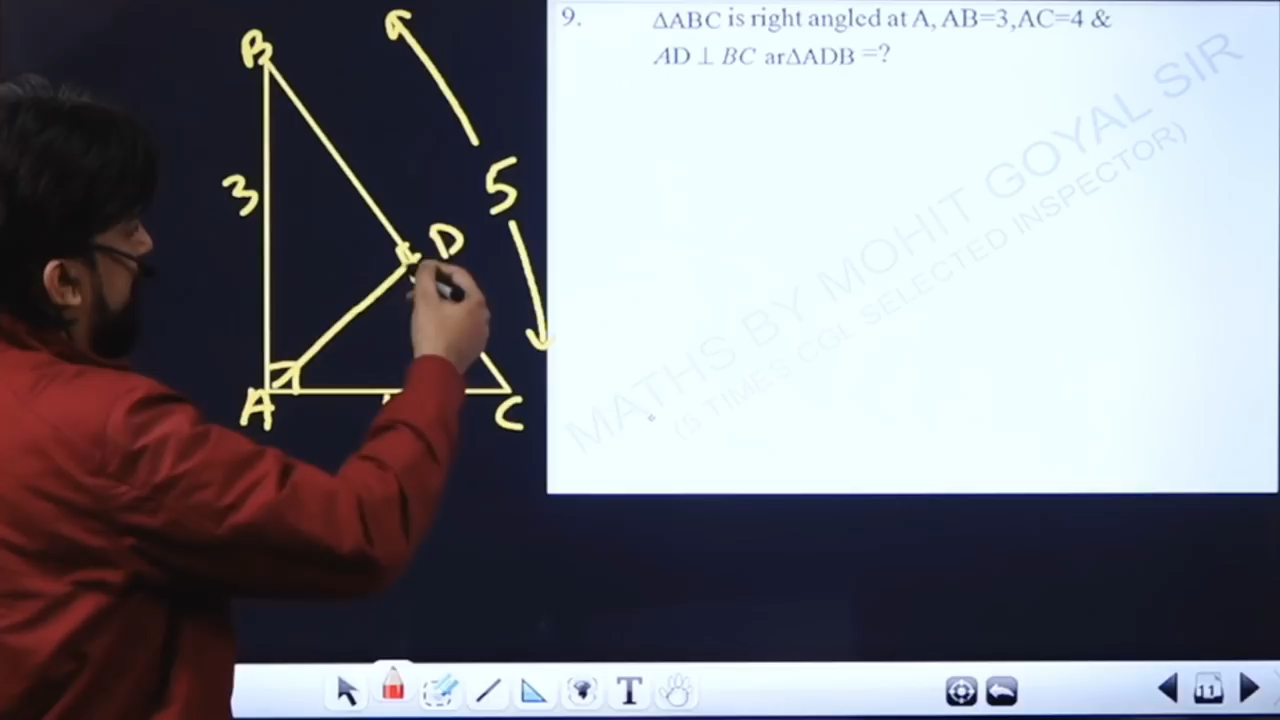 9. ΔABC is right angled at A, AB=3,AC=4 &
AD ⊥ BC arΔADB =?
MATHS BY MOHIT GOYAL SIR
(5 TIMES CGL SELECTED INSPECTOR)
B
3
5
D
A
C
T
11